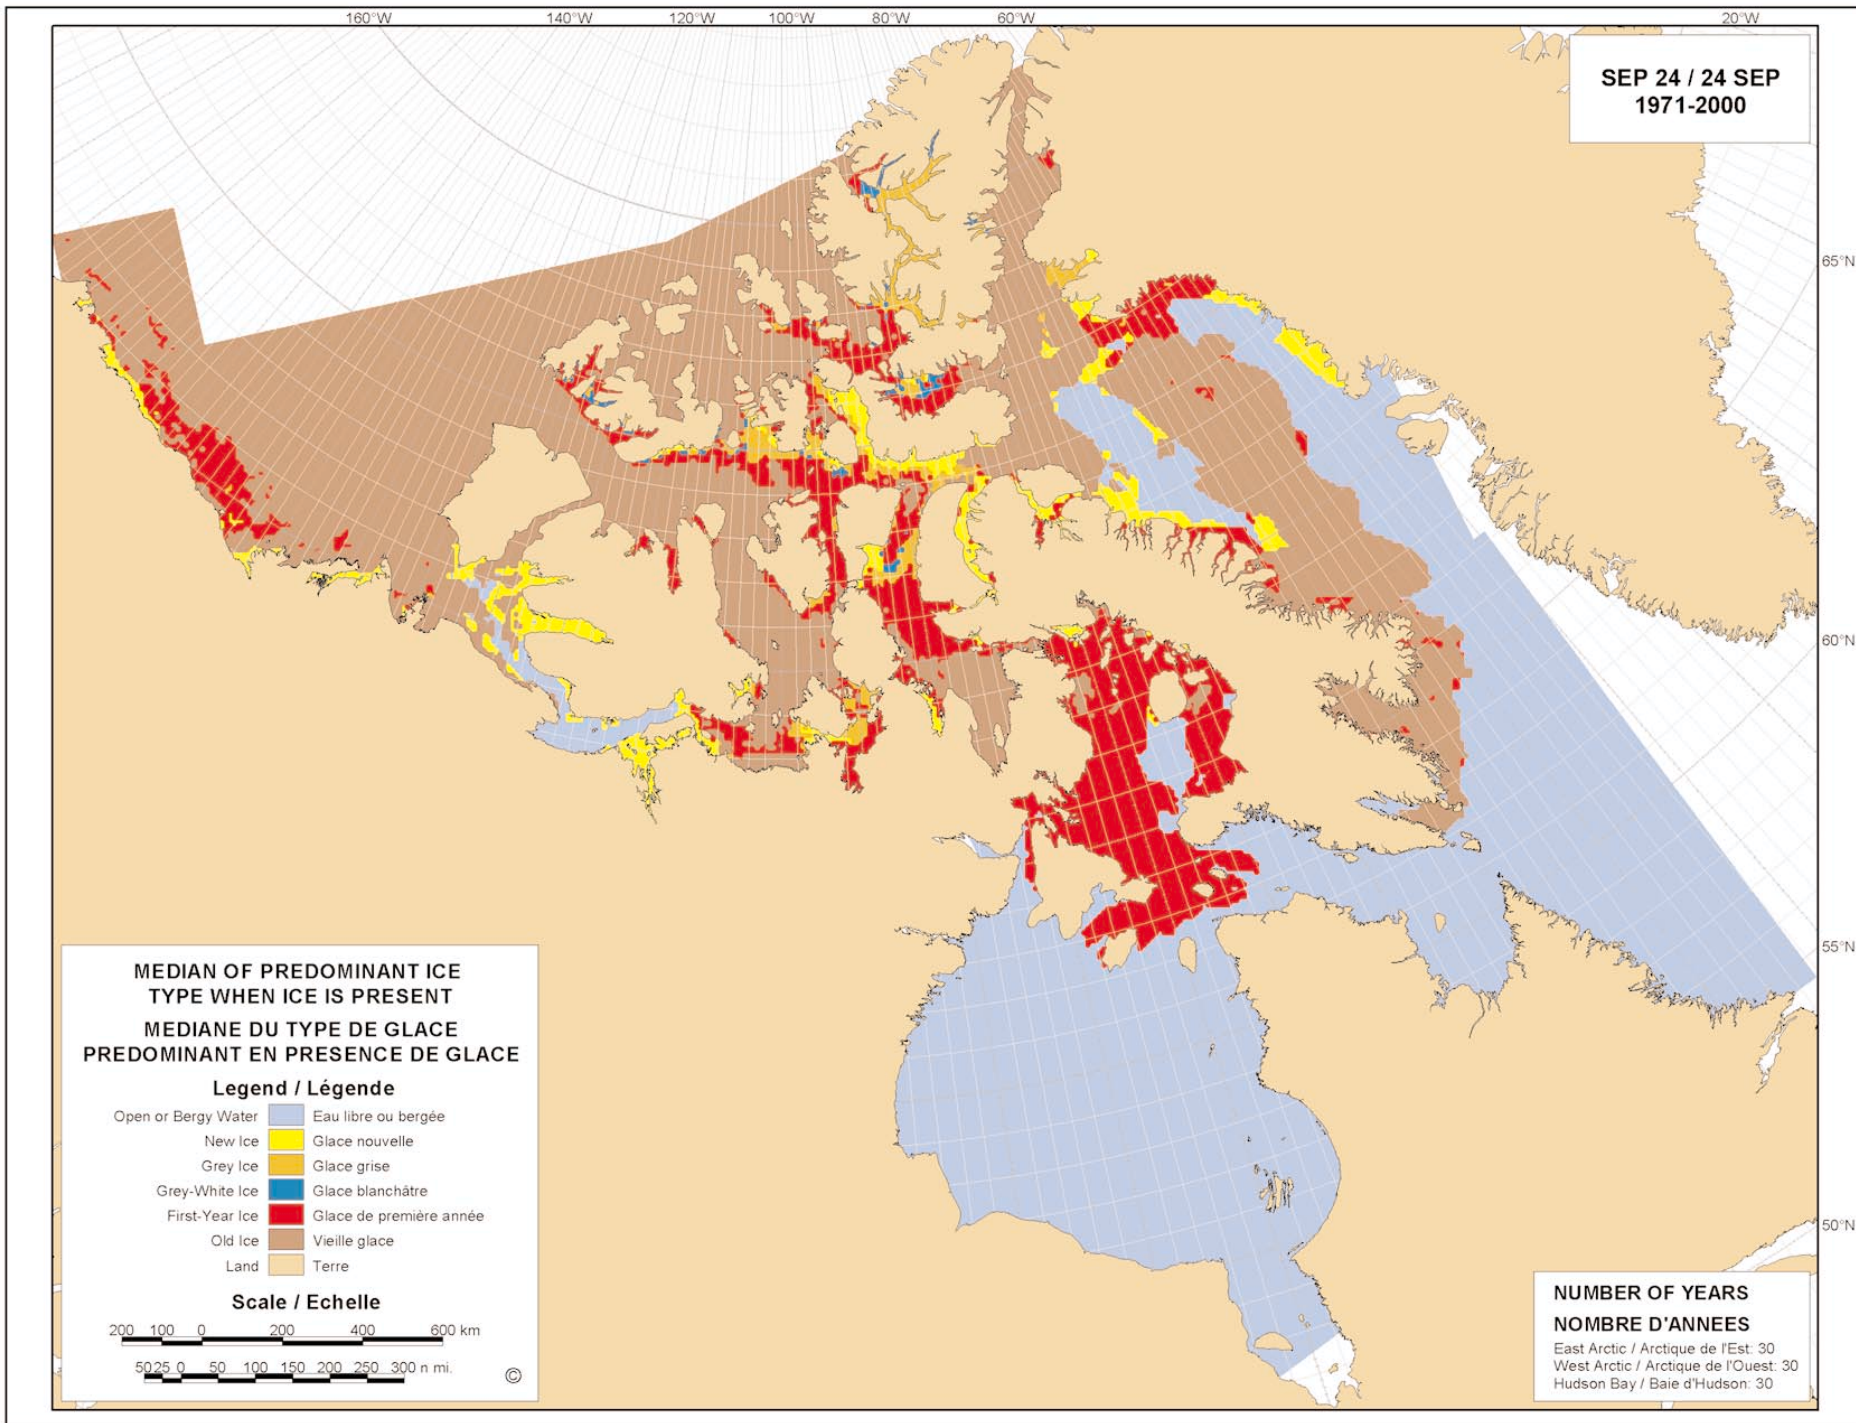 160°W 140°W 120°W 100°W 80°W 60°W 20°W
SEP 24 / 24 SEP
1971-2000
65°N
60°N
55°N
50°N
MEDIAN OF PREDOMINANT ICE
TYPE WHEN ICE IS PRESENT
MEDIANE DU TYPE DE GLACE
PREDOMINANT EN PRESENCE DE GLACE
Legend / Légende
Open or Bergy Water Eau libre ou bergée
New Ice Glace nouvelle
Grey Ice Glace grise
Grey-White Ice Glace blanchâtre
First-Year Ice Glace de première année
Old Ice Vieille glace
Land Terre
Scale / Echelle
200 100 0 200 400 600 km
50 25 0 50 100 150 200 250 300 n mi.
©
NUMBER OF YEARS
NOMBRE D'ANNEES
East Arctic / Arctique de l'Est: 30
West Arctic / Arctique de l'Ouest: 30
Hudson Bay / Baie d'Hudson: 30